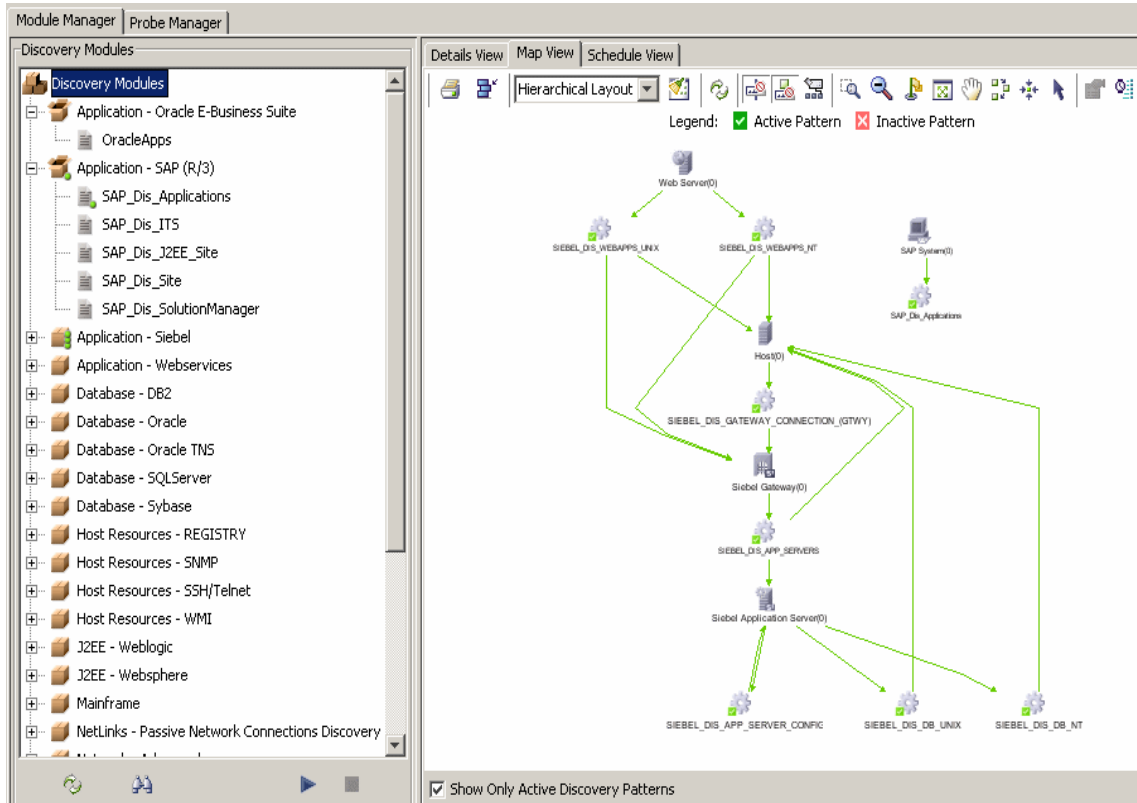 Module Manager
Probe Manager
Discovery Modules
Discovery Modules
Application - Oracle E-Business Suite
OracleApps
Application - SAP (R/3)
SAP_Dis_Applications
SAP_Dis_ITS
SAP_Dis_J2EE_Site
SAP_Dis_Site
SAP_Dis_SolutionManager
Application - Siebel
Application - Webservices
Database - DB2
Database - Oracle
Database - Oracle TNS
Database - SQLServer
Database - Sybase
Host Resources - REGISTRY
Host Resources - SNMP
Host Resources - SSH/Telnet
Host Resources - WMI
J2EE - Weblogic
J2EE - Websphere
Mainframe
NetLinks - Passive Network Connections Discovery
Details View
Map View
Schedule View
Hierarchical Layout
Legend: Active Pattern Inactive Pattern
Web Server(0)
SIEBEL_DIS_WEBAPPS_UNIX
SIEBEL_DIS_WEBAPPS_NT
SAP System(0)
SAP_Dis_Applications
Host(0)
SIEBEL_DIS_GATEWAY_CONNECTION_(GTWY)
Siebel Gateway(0)
SIEBEL_DIS_APP_SERVERS
Siebel Application Server(0)
SIEBEL_DIS_APP_SERVER_CONFIG
SIEBEL_DIS_DB_UNIX
SIEBEL_DIS_DB_NT
Show Only Active Discovery Patterns